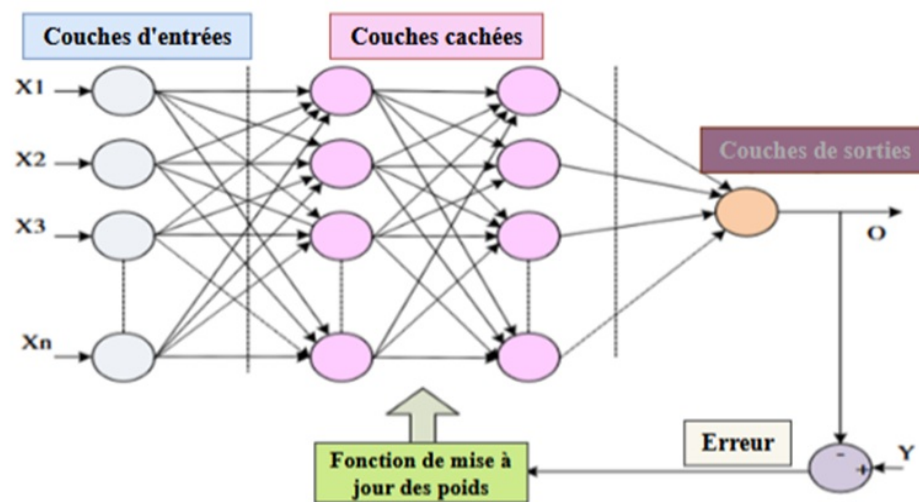 Couches d'entrées
Couches cachées
X1
X2
Couches de sorties
X3
O
Xn
Erreur
Y
-
+
Fonction de mise à
jour des poids